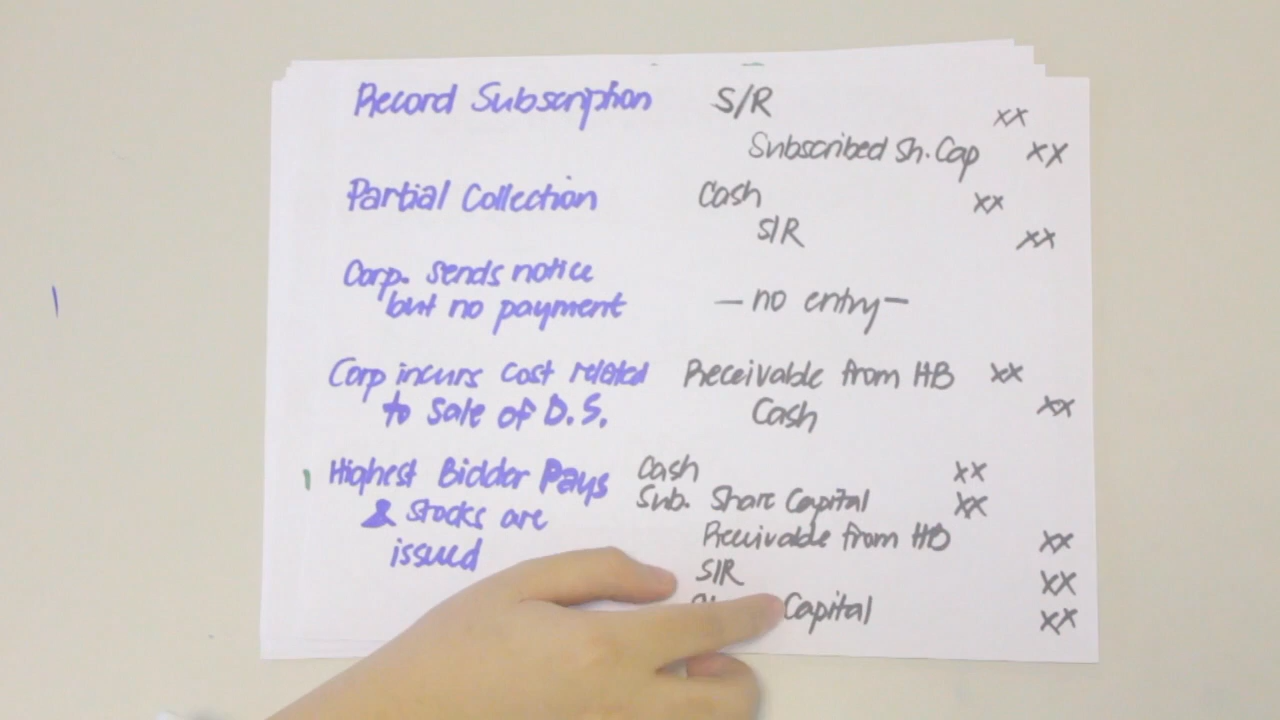 Record Subscription S/R xx
Subscribed Sh. Cap xx
Partial Collection Cash xx
S/R xx
Corp. sends notice
but no payment — no entry —
Corp incurs cost related Receivable from HB xx
to sale of D.S. Cash xx
Highest Bidder Pays Cash xx
& stocks are Sub. Share Capital xx
issued Receivable from HB xx
S/R xx
Capital xx